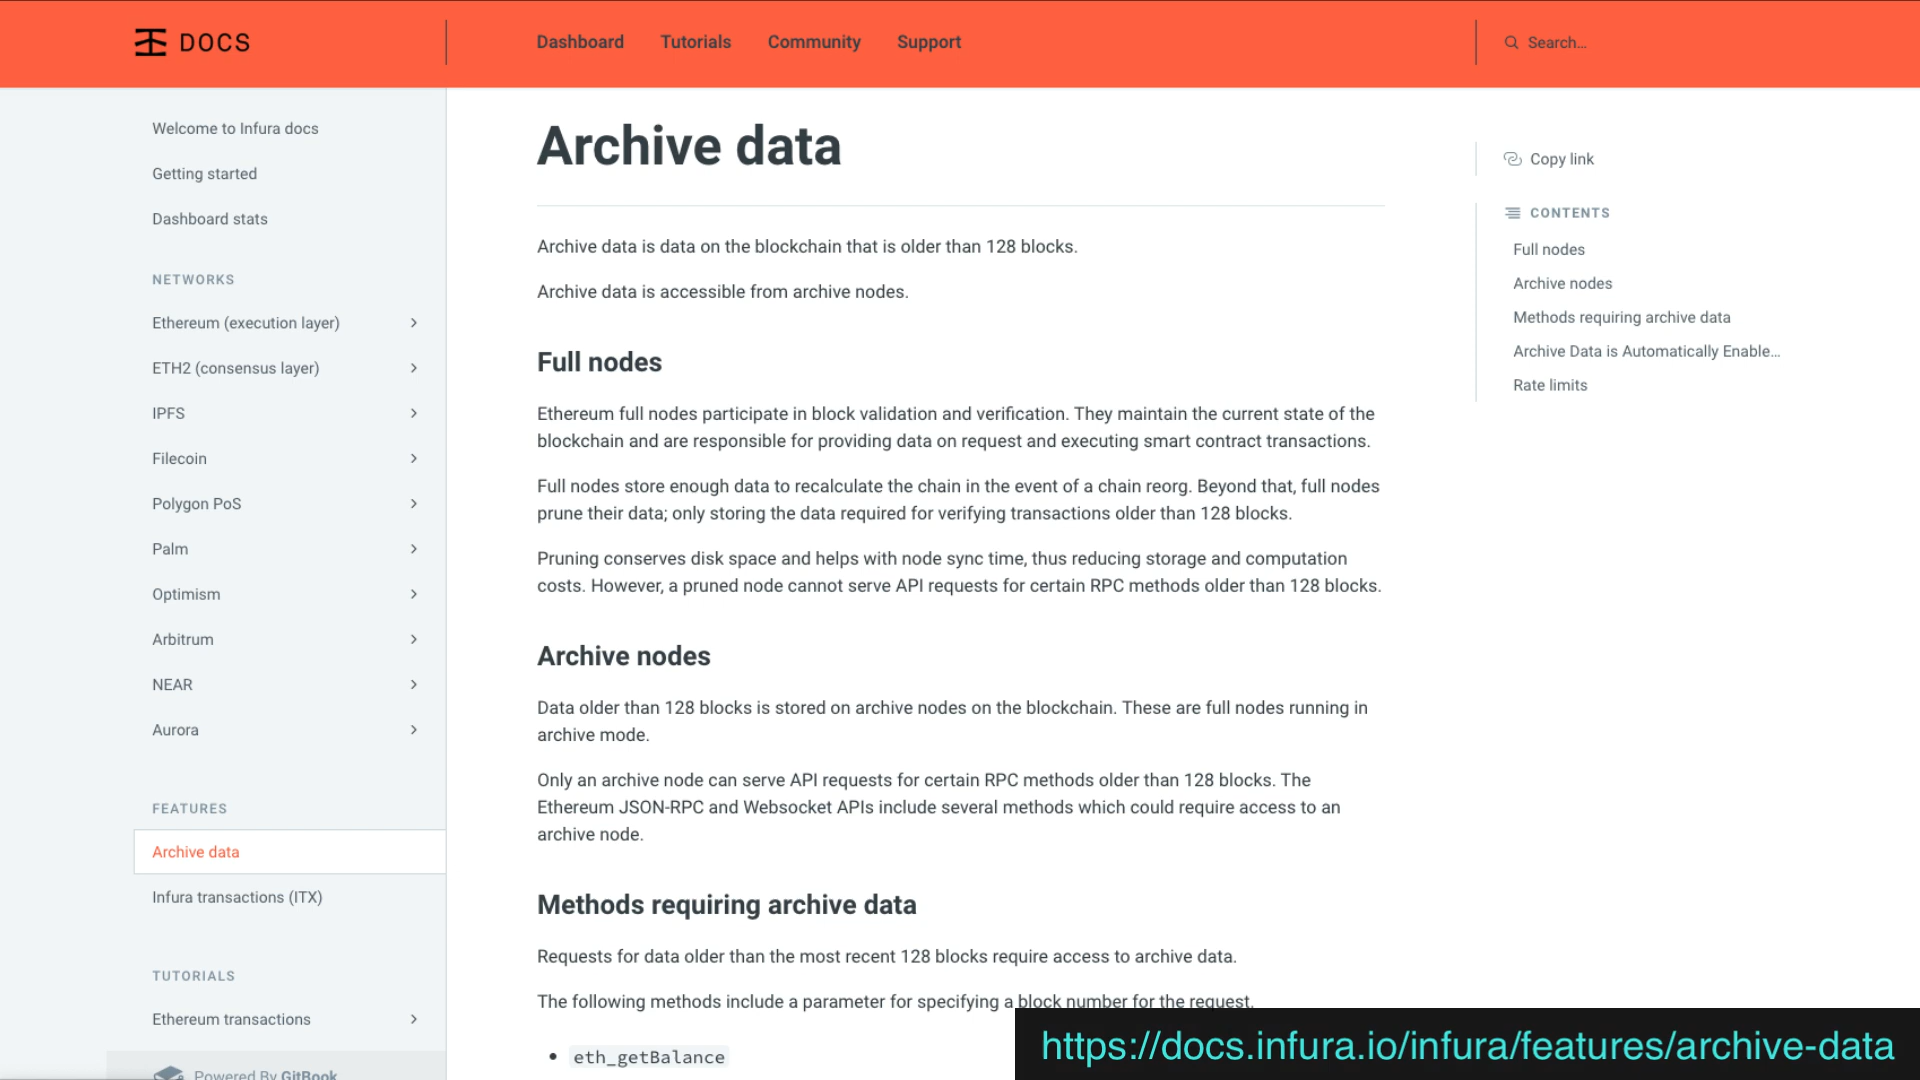 DOCS
Dashboard
Tutorials
Community
Support
Search...
Welcome to Infura docs
Getting started
Dashboard stats
NETWORKS
Ethereum (execution layer)
ETH2 (consensus layer)
IPFS
Filecoin
Polygon PoS
Palm
Optimism
Arbitrum
NEAR
Aurora
FEATURES
Archive data
Infura transactions (ITX)
TUTORIALS
Ethereum transactions
Powered By GitBook
Archive data
Archive data is data on the blockchain that is older than 128 blocks.
Archive data is accessible from archive nodes.
Full nodes
Ethereum full nodes participate in block validation and verification. They maintain the current state of the
blockchain and are responsible for providing data on request and executing smart contract transactions.
Full nodes store enough data to recalculate the chain in the event of a chain reorg. Beyond that, full nodes
prune their data; only storing the data required for verifying transactions older than 128 blocks.
Pruning conserves disk space and helps with node sync time, thus reducing storage and computation
costs. However, a pruned node cannot serve API requests for certain RPC methods older than 128 blocks.
Archive nodes
Data older than 128 blocks is stored on archive nodes on the blockchain. These are full nodes running in
archive mode.
Only an archive node can serve API requests for certain RPC methods older than 128 blocks. The
Ethereum JSON-RPC and Websocket APIs include several methods which could require access to an
archive node.
Methods requiring archive data
Requests for data older than the most recent 128 blocks require access to archive data.
The following methods include a parameter for specifying a block number for the request.
• eth_getBalance
Copy link
CONTENTS
Full nodes
Archive nodes
Methods requiring archive data
Archive Data is Automatically Enable...
Rate limits
https://docs.infura.io/infura/features/archive-data